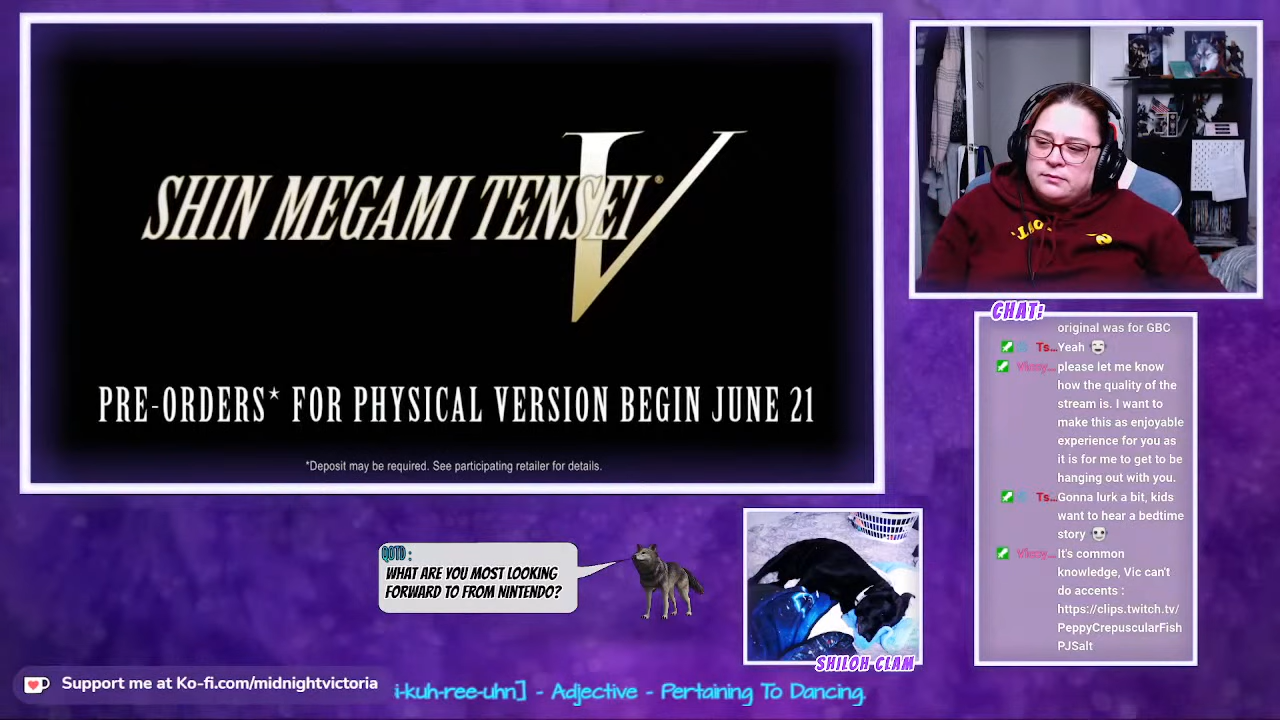 SHIN MEGAMI TENSEI V
PRE-ORDERS* FOR PHYSICAL VERSION BEGIN JUNE 21
*Deposit may be required. See participating retailer for details.
CHAT:
original was for GBC
Ts... Yeah
please let me know
how the quality of the
stream is. I want to
make this as enjoyable
experience for you as
it is for me to get to be
hanging out with you.
Ts... Gonna lurk a bit, kids
want to hear a bedtime
story
It's common
knowledge, Vic can't
do accents :
https://clips.twitch.tv/
PeppyCrepuscularFish
PJSalt
QOTD:
WHAT ARE YOU MOST LOOKING
FORWARD TO FROM NINTENDO?
SHILOH CLAM
Support me at Ko-fi.com/midnightvictoria
i-kuh-ree-uhn] - Adjective - Pertaining To Dancing.